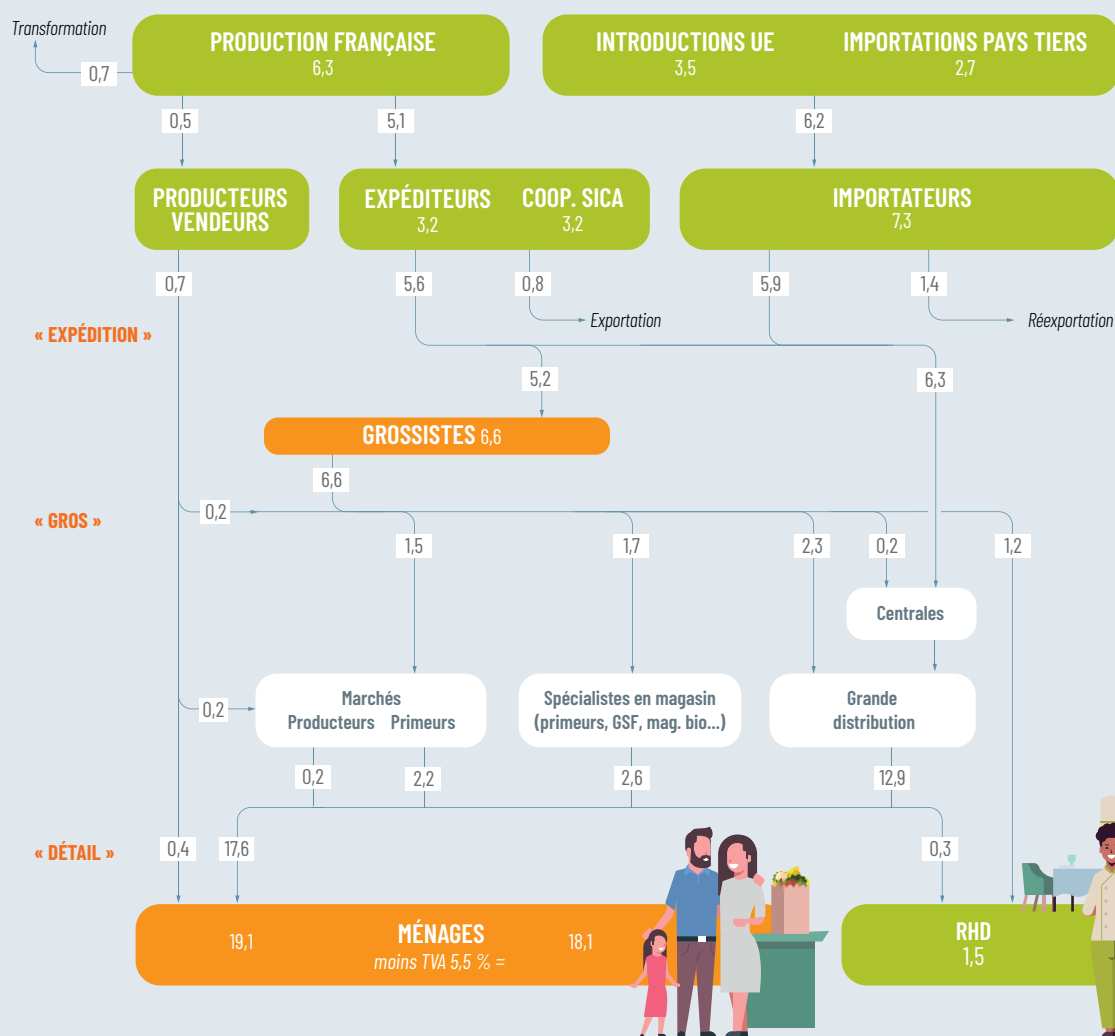 Transformation
0,7
PRODUCTION FRANÇAISE
6,3
INTRODUCTIONS UE
3,5
IMPORTATIONS PAYS TIERS
2,7
0,5
5,1
6,2
PRODUCTEURS
VENDEURS
EXPÉDITEURS
3,2
COOP. SICA
3,2
IMPORTATEURS
7,3
0,7
5,6
0,8
5,9
1,4
Exportation
Réexportation
« EXPÉDITION »
5,2
6,3
GROSSISTES 6,6
6,6
« GROS »
0,2
1,5
1,7
2,3
0,2
1,2
Centrales
0,2
Marchés
Producteurs Primeurs
Spécialistes en magasin
(primeurs, GSF, mag. bio...)
Grande
distribution
0,2
2,2
2,6
12,9
« DÉTAIL »
0,4
17,6
0,3
19,1
MÉNAGES
moins TVA 5,5 % =
18,1
RHD
1,5